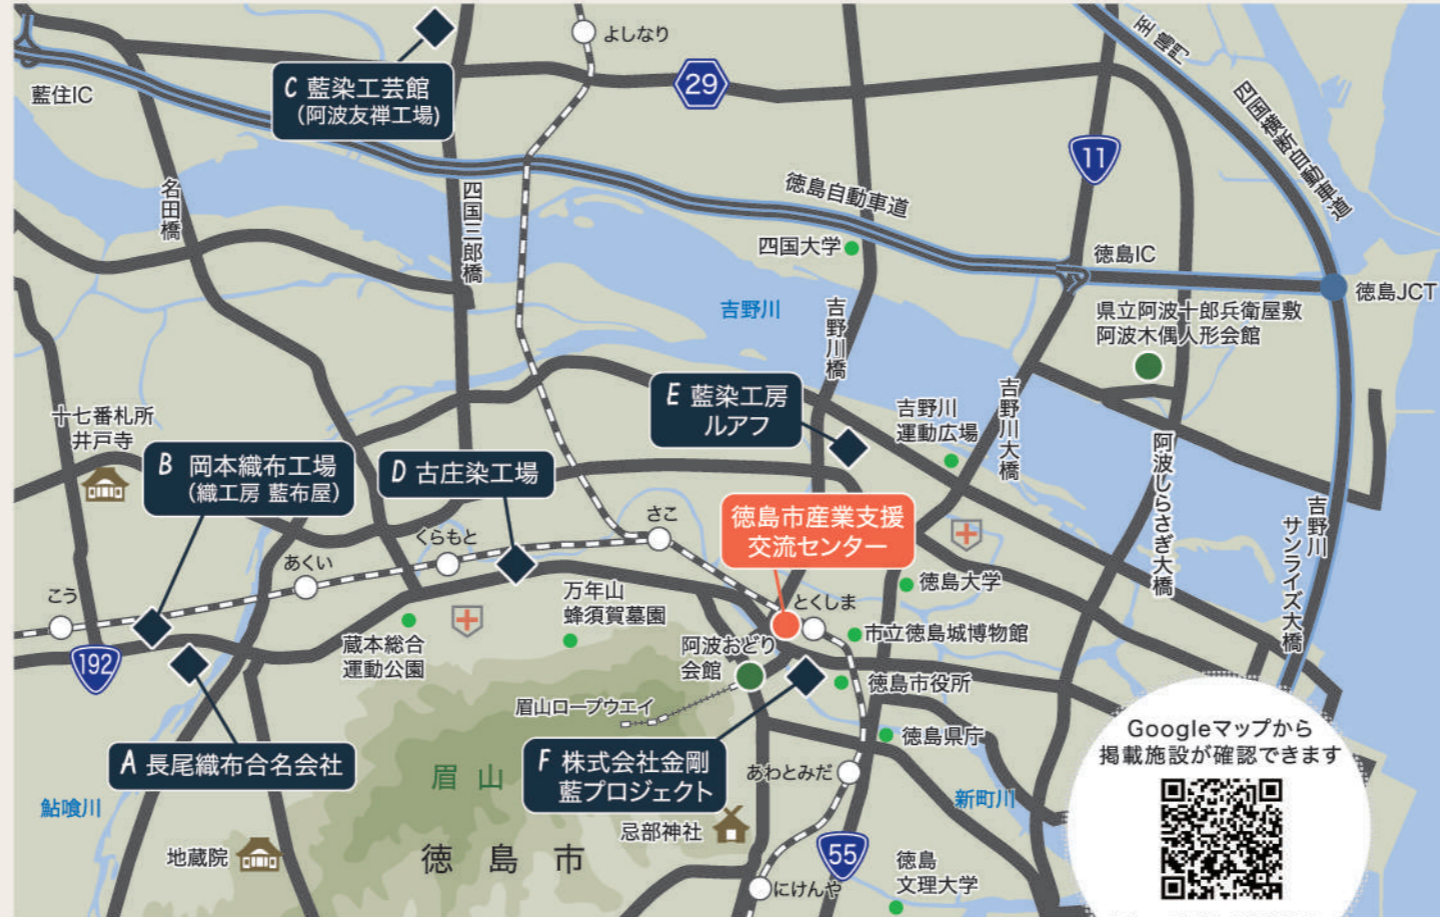 よしなり
至鳴門
C 藍染工芸館
(阿波友禅工場)
29
藍住IC
四国横断自動車道
11
名田橋
四国三郎橋
徳島自動車道
四国大学
徳島IC
徳島JCT
吉野川
吉野川橋
県立阿波十郎兵衛屋敷
阿波木偶人形会館
E 藍染工房
ルアフ
吉野川
運動広場
吉野川大橋
十七番札所
井戸寺
B 岡本織布工場
(織工房 藍布屋)
D 古庄染工場
阿波しらさぎ大橋
吉野川
サンライズ大橋
さこ
徳島市産業支援
交流センター
くらもと
あくい
こう
万年山
蜂須賀墓園
徳島大学
とくしま
市立徳島城博物館
蔵本総合
運動公園
阿波おどり
会館
192
徳島市役所
眉山ロープウエイ
徳島県庁
A 長尾織布合名会社
眉山
F 株式会社金剛
藍プロジェクト
あわとみだ
新町川
鮎喰川
忌部神社
地蔵院
徳島市
55
徳島
文理大学
にけんや
Googleマップから
掲載施設が確認できます